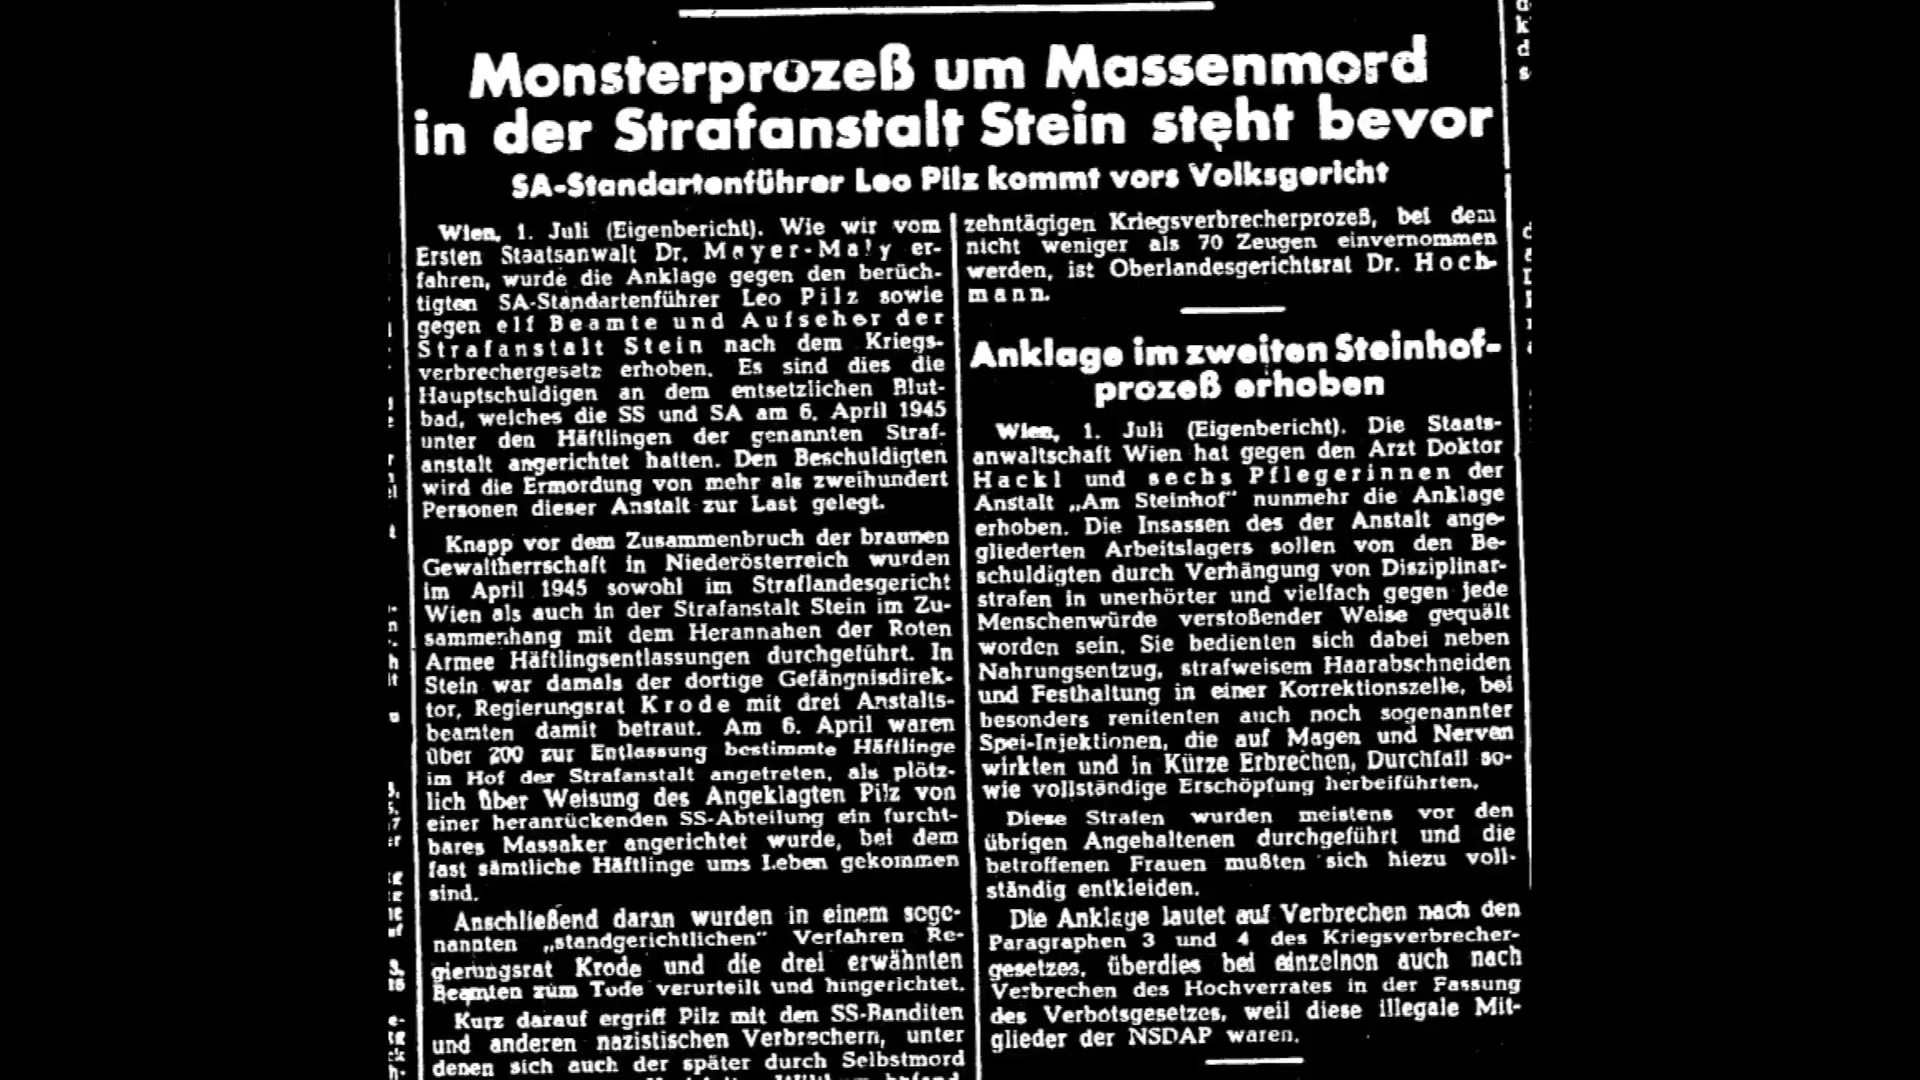 Monsterprozeß um Massenmord
in der Strafanstalt Stein steht bevor
SA-Standartenführer Leo Pilz kommt vors Volksgericht
Wien, 1. Juli (Eigenbericht). Wie wir vom
Ersten Staatsanwalt Dr. Mayer-Maly er-
fahren, wurde die Anklage gegen den berüch-
tigten SA-Standartenführer Leo Pilz sowie
gegen elf Beamte und Aufseher der
Strafanstalt Stein nach dem Kriegs-
verbrechergesetz erhoben. Es sind dies die
Hauptschuldigen an dem entsetzlichen Blut-
bad, welches die SS und SA am 6. April 1945
unter den Häftlingen der genannten Straf-
anstalt angerichtet hatten. Den Beschuldigten
wird die Ermordung von mehr als zweihundert
Personen dieser Anstalt zur Last gelegt.
Knapp vor dem Zusammenbruch der braunen
Gewaltherrschaft in Niederösterreich wurden
im April 1945 sowohl im Straflandesgericht
Wien als auch in der Strafanstalt Stein im Zu-
sammenhang mit dem Herannahen der Roten
Armee Häftlingsentlassungen durchgeführt. In
Stein war damals der dortige Gefängnisdirek-
tor, Regierungsrat Krode mit drei Anstalts-
beamten damit betraut. Am 6. April waren
über 200 zur Entlassung bestimmte Häftlinge
im Hof der Strafanstalt angetreten, als plötz-
lich über Weisung des Angeklagten Pilz von
einer heranrückenden SS-Abteilung ein furcht-
bares Massaker angerichtet wurde, bei dem
fast sämtliche Häftlinge ums Leben gekommen
sind.
Anschließend daran wurden in einem soge-
nannten „standgerichtlichen“ Verfahren Re-
gierungsrat Krode und die drei erwähnten
Beamten zum Tode verurteilt und hingerichtet.
Kurz darauf ergriff Pilz mit den SS-Banditen
und anderen nazistischen Verbrechern, unter
denen sich auch der später durch Selbstmord
zehntägigen Kriegsverbrecherprozeß, bei dem
nicht weniger als 70 Zeugen einvernommen
werden, ist Oberlandesgerichtsrat Dr. Hoch-
mann.
Anklage im zweiten Steinhof-
prozeß erhoben
Wien, 1. Juli (Eigenbericht). Die Staats-
anwaltschaft Wien hat gegen den Arzt Doktor
Hackl und sechs Pflegerinnen der
Anstalt „Am Steinhof“ nunmehr die Anklage
erhoben. Die Insassen des der Anstalt ange-
gliederten Arbeitslagers sollen von den Be-
schuldigten durch Verhängung von Disziplinar-
strafen in unerhörter und vielfach gegen jede
Menschenwürde verstoßender Weise gequält
worden sein. Sie bedienten sich dabei neben
Nahrungsentzug, strafweisem Haarabschneiden
und Festhaltung in einer Korrektionszelle, bei
besonders renitenten auch noch sogenannter
Spei-Injektionen, die auf Magen und Nerven
wirkten und in Kürze Erbrechen, Durchfall so-
wie vollständige Erschöpfung herbeiführten.
Diese Strafen wurden meistens vor den
übrigen Angehaltenen durchgeführt und die
betroffenen Frauen mußten sich hiezu voll-
ständig entkleiden.
Die Anklage lautet auf Verbrechen nach den
Paragraphen 3 und 4 des Kriegsverbrecher-
gesetzes, überdies bei einzelnen auch nach
Verbrechen des Hochverrates in der Fassung
des Verbotsgesetzes, weil diese illegale Mit-
glieder der NSDAP waren.